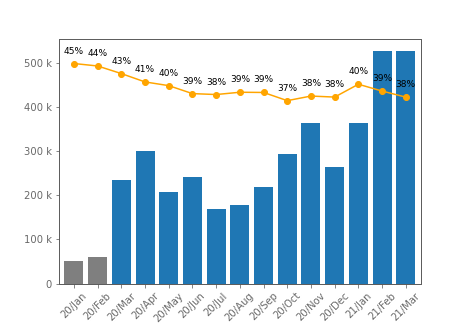 45%
44%
43%
41%
40%
39%
38%
39%
39%
37%
38%
38%
40%
39%
38%
500 k
400 k
300 k
200 k
100 k
0
20/Jan
20/Feb
20/Mar
20/Apr
20/May
20/Jun
20/Jul
20/Aug
20/Sep
20/Oct
20/Nov
20/Dec
21/Jan
21/Feb
21/Mar